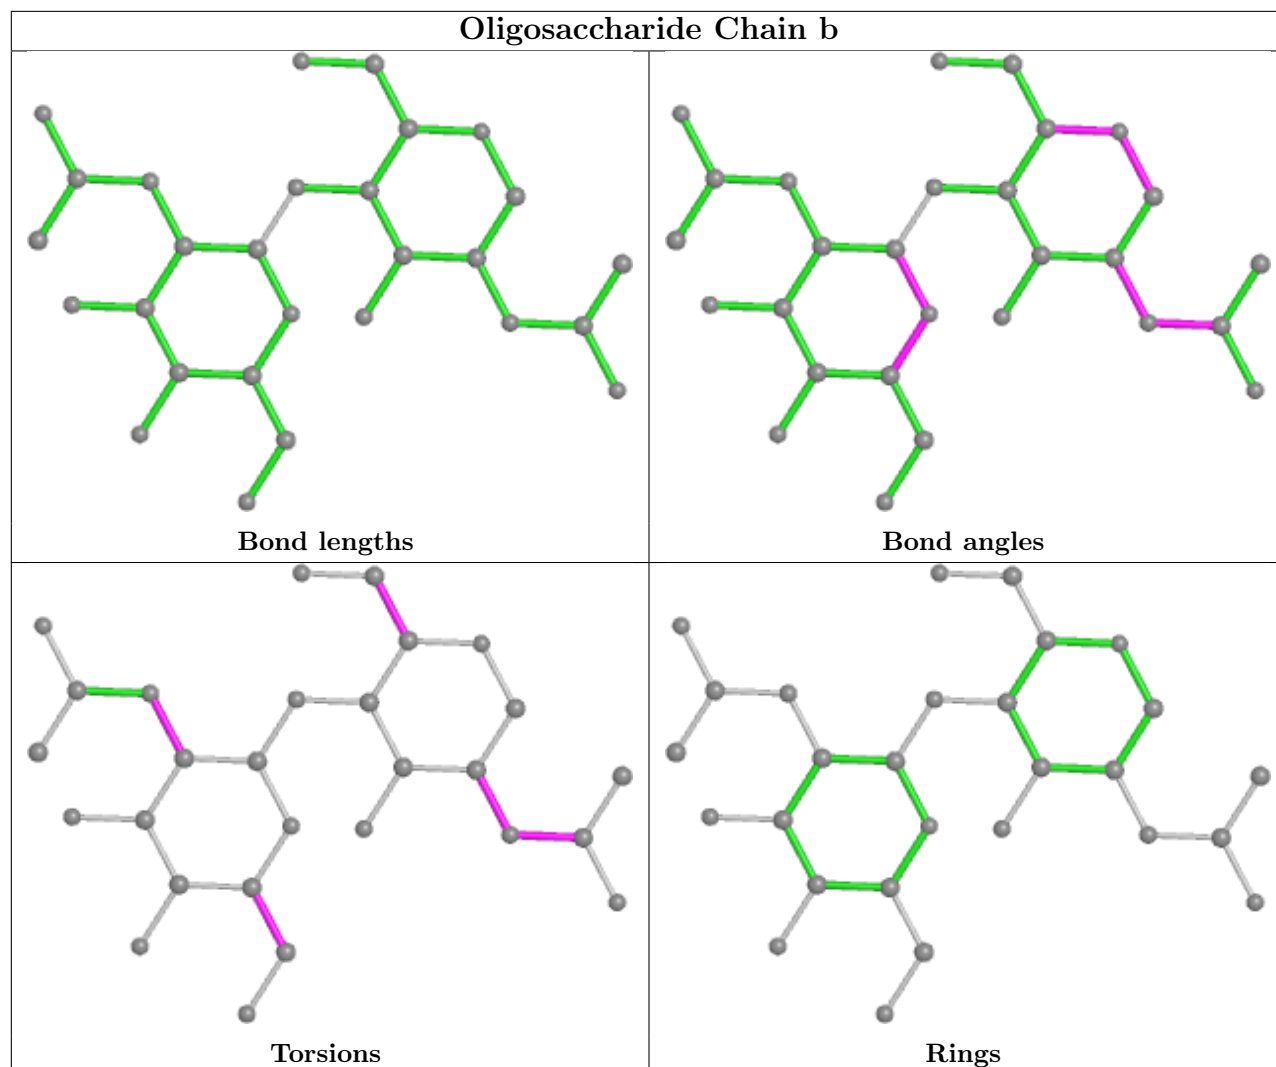 Oligosaccharide Chain b
Bond lengths
Bond angles
Torsions
Rings